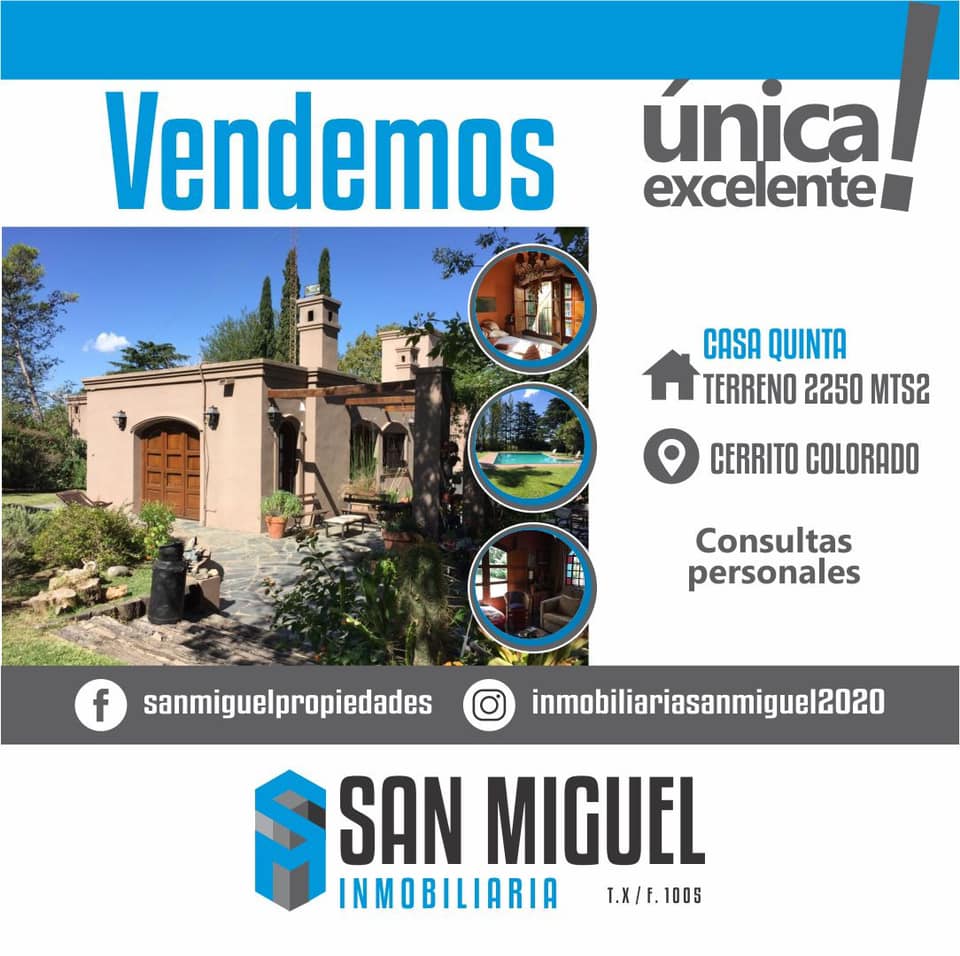 Vendemos
única!
excelente
CASA QUINTA
TERRENO 2250 MTS2
CERRITO COLORADO
Consultas
personales
sanmiguelpropiedades
inmobiliariasanmiguel2020
SAN MIGUEL
INMOBILIARIA
T.X / F. 1005